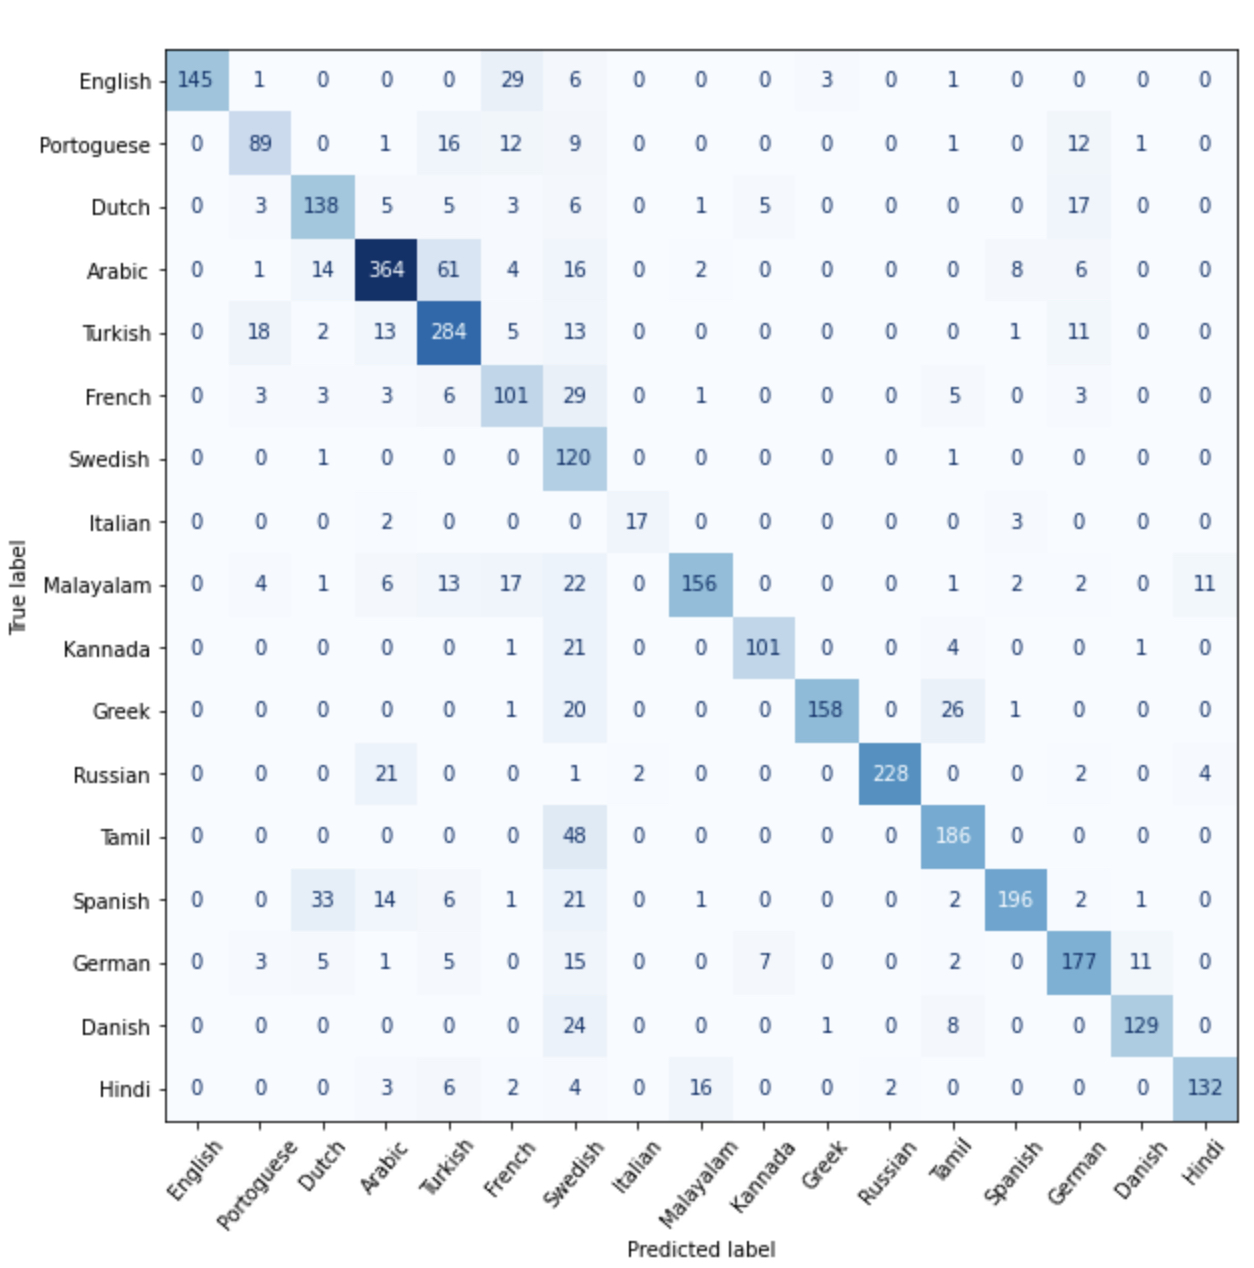 English 145 1 0 0 0 29 6 0 0 0 3 0 1 0 0 0 0
Portoguese 0 89 0 1 16 12 9 0 0 0 0 0 1 0 12 1 0
Dutch 0 3 138 5 5 3 6 0 1 5 0 0 0 0 17 0 0
Arabic 0 1 14 364 61 4 16 0 2 0 0 0 0 8 6 0 0
Turkish 0 18 2 13 284 5 13 0 0 0 0 0 0 1 11 0 0
French 0 3 3 3 6 101 29 0 1 0 0 0 5 0 3 0 0
Swedish 0 0 1 0 0 0 120 0 0 0 0 0 1 0 0 0 0
Italian 0 0 0 2 0 0 0 17 0 0 0 0 0 3 0 0 0
Malayalam 0 4 1 6 13 17 22 0 156 0 0 0 1 2 2 0 11
Kannada 0 0 0 0 0 1 21 0 0 101 0 0 4 0 0 1 0
Greek 0 0 0 0 0 1 20 0 0 0 158 0 26 1 0 0 0
Russian 0 0 0 21 0 0 1 2 0 0 0 228 0 0 2 0 4
Tamil 0 0 0 0 0 0 48 0 0 0 0 0 186 0 0 0 0
Spanish 0 0 33 14 6 1 21 0 1 0 0 0 2 196 2 1 0
German 0 3 5 1 5 0 15 0 0 7 0 0 2 0 177 11 0
Danish 0 0 0 0 0 0 24 0 0 0 1 0 8 0 0 129 0
Hindi 0 0 0 3 6 2 4 0 16 0 0 2 0 0 0 0 132
True label
English Portoguese Dutch Arabic Turkish French Swedish Italian Malayalam Kannada Greek Russian Tamil Spanish German Danish Hindi
Predicted label